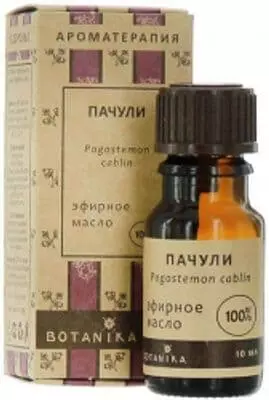 АРОМАТЕРАПИЯ
ПАЧУЛИ
Pogostemon
cablin
эфирное
масло
BOTANIKA
ПАЧУЛИ
Pogostemon cablin
эфирное
масло
100%
BOTANIKA
10 мл